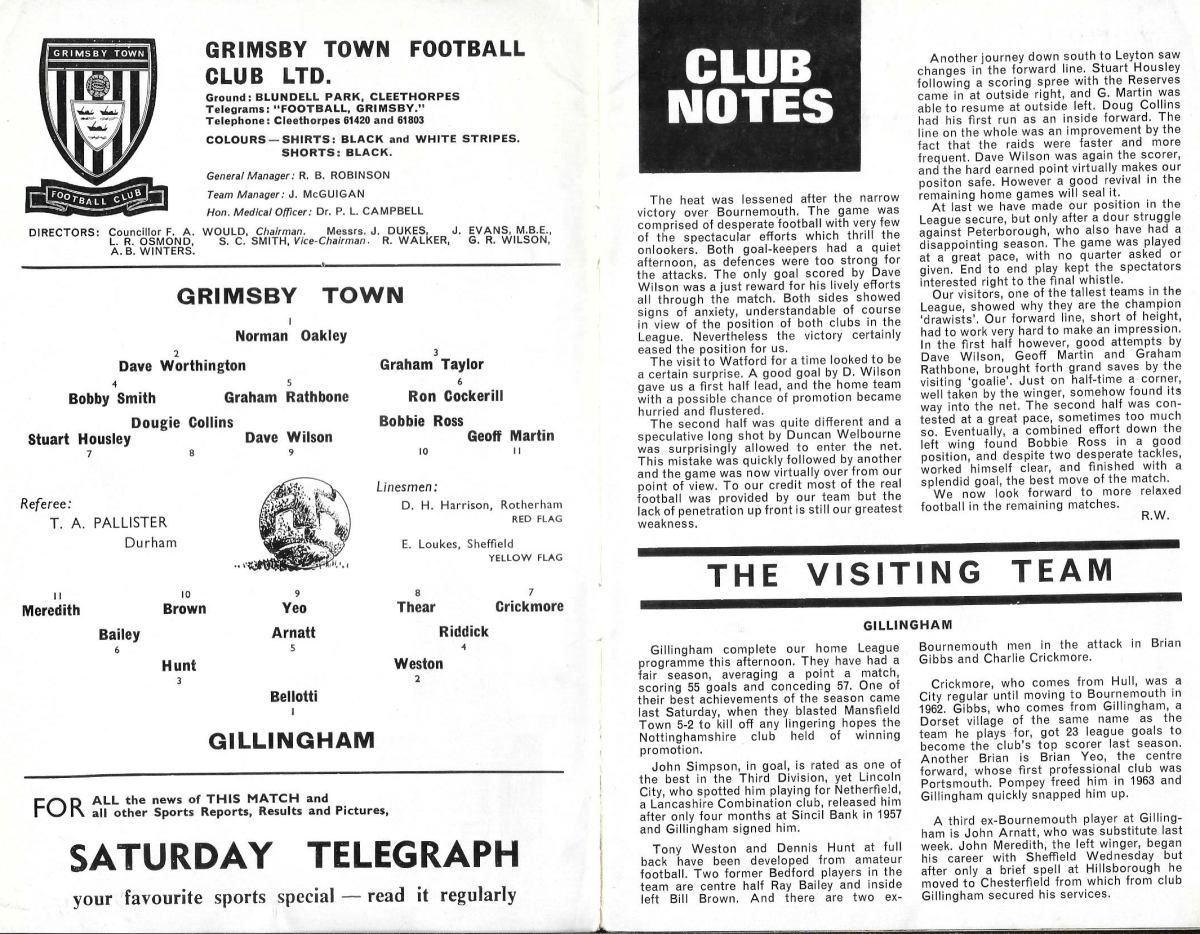 GRIMSBY TOWN
FOOTBALL CLUB
GRIMSBY TOWN FOOTBALL
CLUB LTD.
Ground: BLUNDELL PARK, CLEETHORPES
Telegrams: "FOOTBALL, GRIMSBY."
Telephone: Cleethorpes 61420 and 61803
COLOURS — SHIRTS: BLACK and WHITE STRIPES.
SHORTS: BLACK.
General Manager: R. B. ROBINSON
Team Manager: J. McGUIGAN
Hon. Medical Officer: Dr. P. L. CAMPBELL
DIRECTORS: Councillor F. A. WOULD, Chairman. Messrs. J. DUKES, J. EVANS, M.B.E.,
L. R. OSMOND, S. C. SMITH, Vice-Chairman. R. WALKER, G. R. WILSON,
A. B. WINTERS.
GRIMSBY TOWN
1
Norman Oakley
2 3
Dave Worthington Graham Taylor
4 5 6
Bobby Smith Graham Rathbone Ron Cockerill
Dougie Collins Bobbie Ross
Stuart Housley Dave Wilson Geoff Martin
7 8 9 10 11
Referee:
T. A. PALLISTER
Durham
Linesmen:
D. H. Harrison, Rotherham
RED FLAG
E. Loukes, Sheffield
YELLOW FLAG
11 10 9 8 7
Meredith Brown Yeo Thear Crickmore
Bailey Arnatt Riddick
6 5 4
Hunt Weston
3 2
Bellotti
1
GILLINGHAM
FOR ALL the news of THIS MATCH and
all other Sports Reports, Results and Pictures,
SATURDAY TELEGRAPH
your favourite sports special — read it regularly
CLUB
NOTES
The heat was lessened after the narrow
victory over Bournemouth. The game was
comprised of desperate football with very few
of the spectacular efforts which thrill the
onlookers. Both goal-keepers had a quiet
afternoon, as defences were too strong for
the attacks. The only goal scored by Dave
Wilson was a just reward for his lively efforts
all through the match. Both sides showed
signs of anxiety, understandable of course
in view of the position of both clubs in the
League. Nevertheless the victory certainly
eased the position for us.
The visit to Watford for a time looked to be
a certain surprise. A good goal by D. Wilson
gave us a first half lead, and the home team
with a possible chance of promotion became
hurried and flustered.
The second half was quite different and a
speculative long shot by Duncan Welbourne
was surprisingly allowed to enter the net.
This mistake was quickly followed by another
and the game was now virtually over from our
point of view. To our credit most of the real
football was provided by our team but the
lack of penetration up front is still our greatest
weakness.
Another journey down south to Leyton saw
changes in the forward line. Stuart Housley
following a scoring spree with the Reserves
came in at outside right, and G. Martin was
able to resume at outside left. Doug Collins
had his first run as an inside forward. The
line on the whole was an improvement by the
fact that the raids were faster and more
frequent. Dave Wilson was again the scorer,
and the hard earned point virtually makes our
positon safe. However a good revival in the
remaining home games will seal it.
At last we have made our position in the
League secure, but only after a dour struggle
against Peterborough, who also have had a
disappointing season. The game was played
at a great pace, with no quarter asked or
given. End to end play kept the spectators
interested right to the final whistle.
Our visitors, one of the tallest teams in the
League, showed why they are the champion
'drawists'. Our forward line, short of height,
had to work very hard to make an impression.
In the first half however, good attempts by
Dave Wilson, Geoff Martin and Graham
Rathbone, brought forth grand saves by the
visiting 'goalie'. Just on half-time a corner,
well taken by the winger, somehow found its
way into the net. The second half was con-
tested at a great pace, sometimes too much
so. Eventually, a combined effort down the
left wing found Bobbie Ross in a good
position, and despite two desperate tackles,
worked himself clear, and finished with a
splendid goal, the best move of the match.
We now look forward to more relaxed
football in the remaining matches.
R.W.
THE VISITING TEAM
GILLINGHAM
Gillingham complete our home League
programme this afternoon. They have had a
fair season, averaging a point a match,
scoring 55 goals and conceding 57. One of
their best achievements of the season came
last Saturday, when they blasted Mansfield
Town 5-2 to kill off any lingering hopes the
Nottinghamshire club held of winning
promotion.
John Simpson, in goal, is rated as one of
the best in the Third Division, yet Lincoln
City, who spotted him playing for Netherfield,
a Lancashire Combination club, released him
after only four months at Sincil Bank in 1957
and Gillingham signed him.
Tony Weston and Dennis Hunt at full
back have been developed from amateur
football. Two former Bedford players in the
team are centre half Ray Bailey and inside
left Bill Brown. And there are two ex-
Bournemouth men in the attack in Brian
Gibbs and Charlie Crickmore.
Crickmore, who comes from Hull, was a
City regular until moving to Bournemouth in
1962. Gibbs, who comes from Gillingham, a
Dorset village of the same name as the
team he plays for, got 23 league goals to
become the club's top scorer last season.
Another Brian is Brian Yeo, the centre
forward, whose first professional club was
Portsmouth. Pompey freed him in 1963 and
Gillingham quickly snapped him up.
A third ex-Bournemouth player at Gilling-
ham is John Arnatt, who was substitute last
week. John Meredith, the left winger, began
his career with Sheffield Wednesday but
after only a brief spell at Hillsborough he
moved to Chesterfield from which from club
Gillingham secured his services.